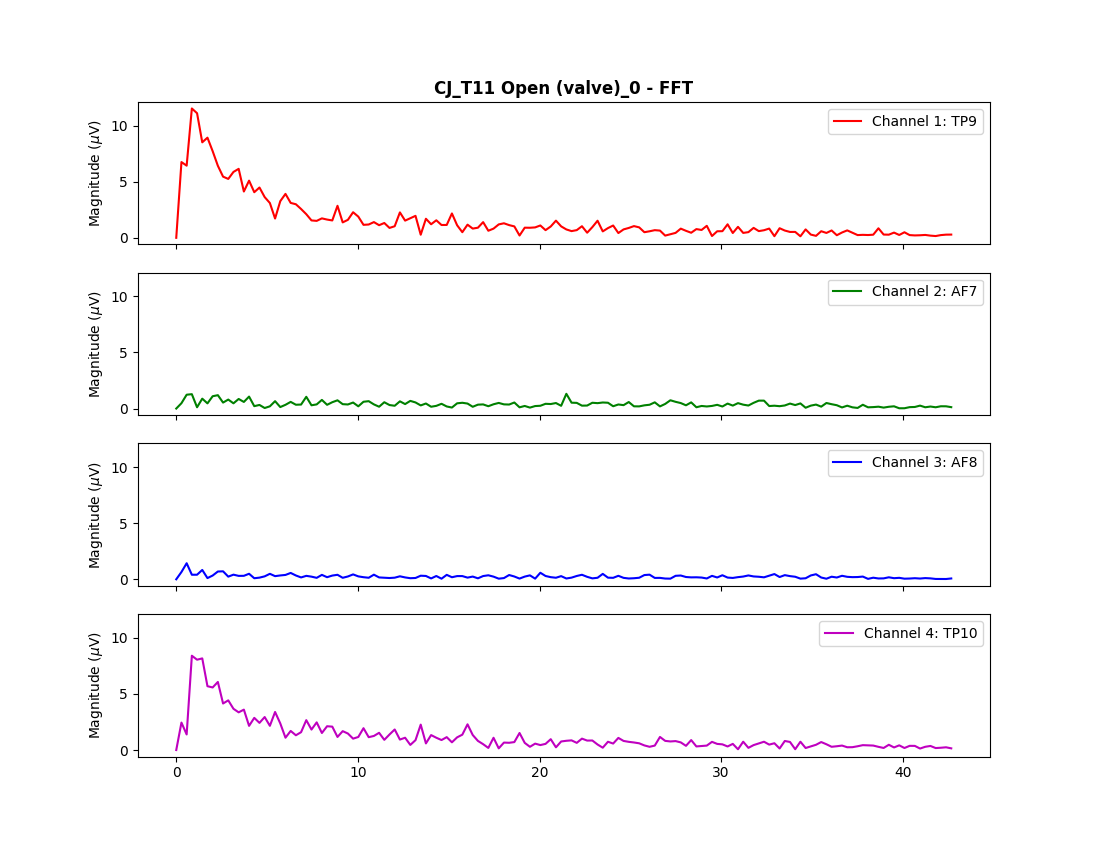 CJ_T11 Open (valve)_0 - FFT
Magnitude (μV)
10
5
0
Channel 1: TP9
Magnitude (μV)
10
5
0
Channel 2: AF7
Magnitude (μV)
10
5
0
Channel 3: AF8
Magnitude (μV)
10
5
0
Channel 4: TP10
0 10 20 30 40